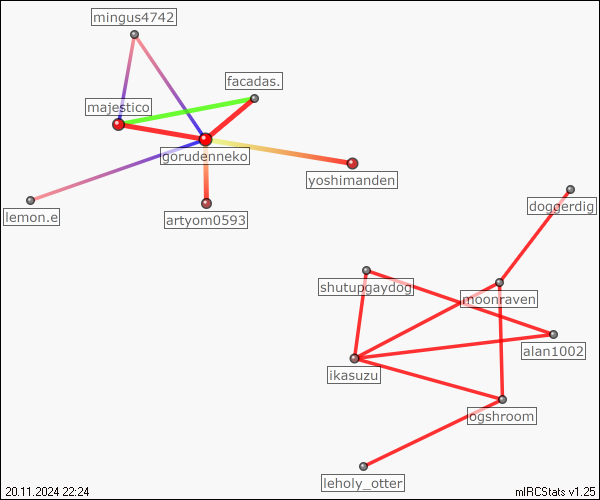 mingus4742
facadas.
majestico
gorudenneko
yoshimanden
lemon.e
artyom0593
doggerdig
shutupgaydog
moonraven
alan1002
ikasuzu
ogshroom
leholy_otter
20.11.2024 22:24
mIRCStats v1.25